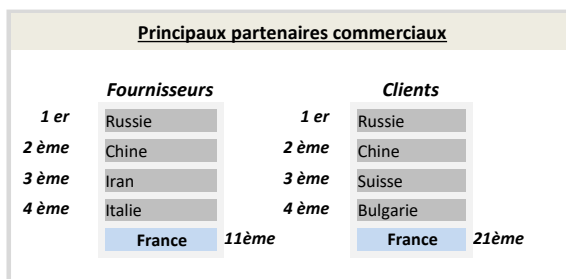 Principaux partenaires commerciaux
Fournisseurs Clients
1 er Russie 1 er Russie
2 ème Chine 2 ème Chine
3 ème Iran 3 ème Suisse
4 ème Italie 4 ème Bulgarie
France 11ème France 21ème